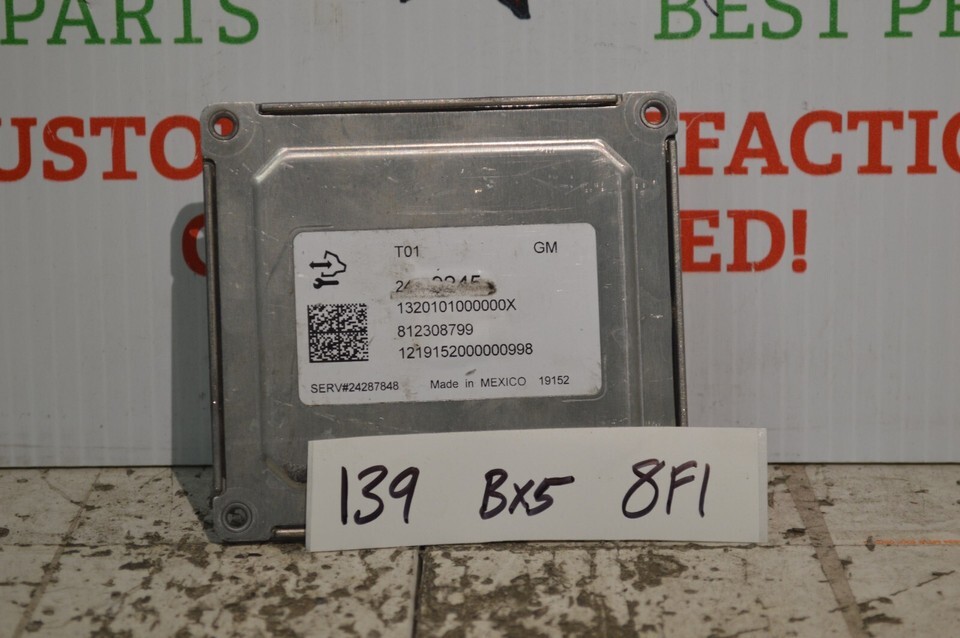 PARTS
BEST PE
USTO FACTIO
ED!
T01 GM
1320101000000X
812308799
1219152000000998
SERV#24287848 Made in MEXICO 19152
139 BX5 8F1